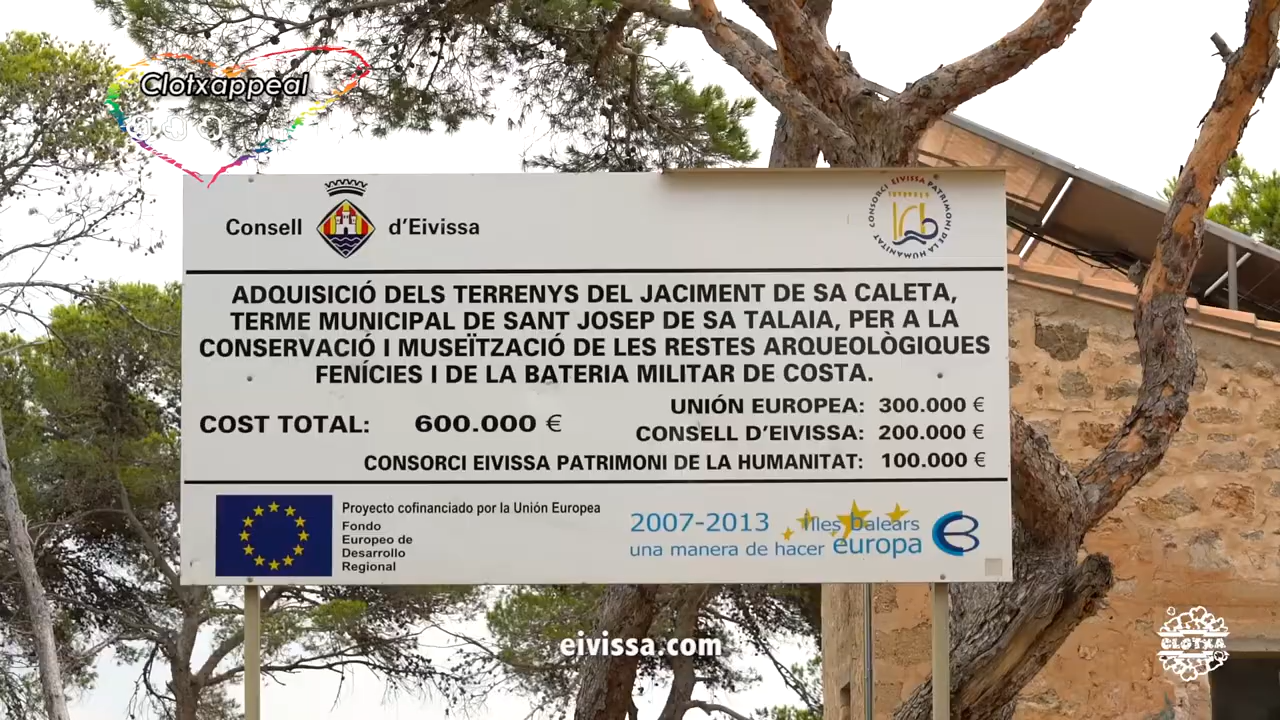 Clotxappeal
Consell d'Eivissa
CONSORCI EIVISSA PATRIMONI DE LA HUMANITAT
ADQUISICIÓ DELS TERRENYS DEL JACIMENT DE SA CALETA,
TERME MUNICIPAL DE SANT JOSEP DE SA TALAIA, PER A LA
CONSERVACIÓ I MUSEÏTZACIÓ DE LES RESTES ARQUEOLÒGIQUES
FENÍCIES I DE LA BATERIA MILITAR DE COSTA.
COST TOTAL: 600.000 €
UNIÓN EUROPEA: 300.000 €
CONSELL D'EIVISSA: 200.000 €
CONSORCI EIVISSA PATRIMONI DE LA HUMANITAT: 100.000 €
Proyecto cofinanciado por la Unión Europea
Fondo
Europeo de
Desarrollo
Regional
2007-2013 illes balears
una manera de hacer europa
eivissa.com
CLOTXA